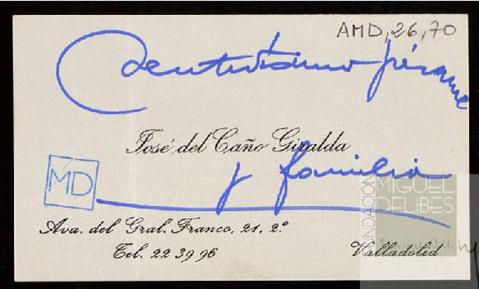 AMD, 26, 70
Sentidísimo pésame
José del Caño Giralda
y familia
MD
FUNDACIÓN MIGUEL DELIBES
Ava. del Gral. Franco, 21, 2.º
Tel. 22 39 96
Valladolid